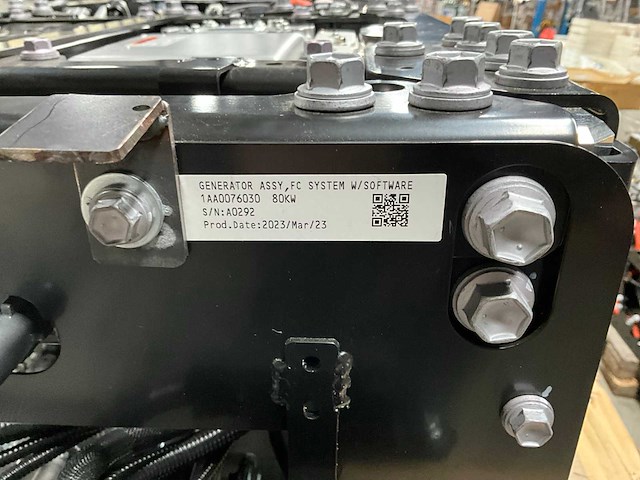 GENERATOR ASSY,FC SYSTEM W/SOFTWARE
1AA0076030 80KW
S/N:A0292
Prod.Date:2023/Mar/23